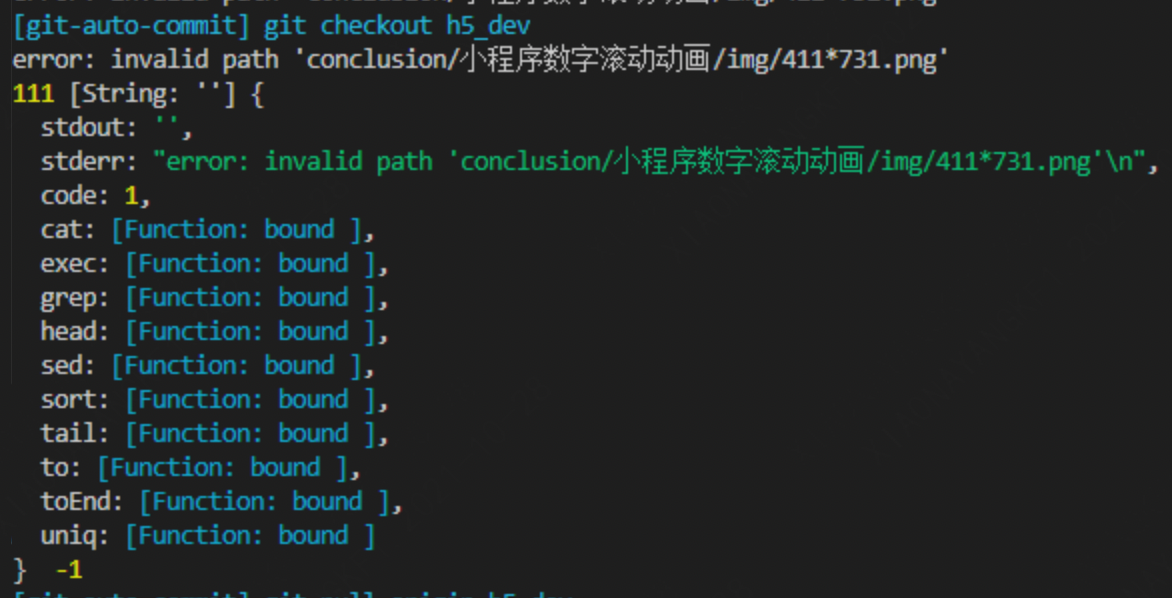 [git-auto-commit] git checkout h5_dev
error: invalid path 'conclusion/小程序数字滚动动画/img/411*731.png'
111 [String: ''] {
  stdout: '',
  stderr: "error: invalid path 'conclusion/小程序数字滚动动画/img/411*731.png'\n",
  code: 1,
  cat: [Function: bound ],
  exec: [Function: bound ],
  grep: [Function: bound ],
  head: [Function: bound ],
  sed: [Function: bound ],
  sort: [Function: bound ],
  tail: [Function: bound ],
  to: [Function: bound ],
  toEnd: [Function: bound ],
  uniq: [Function: bound ]
}  -1